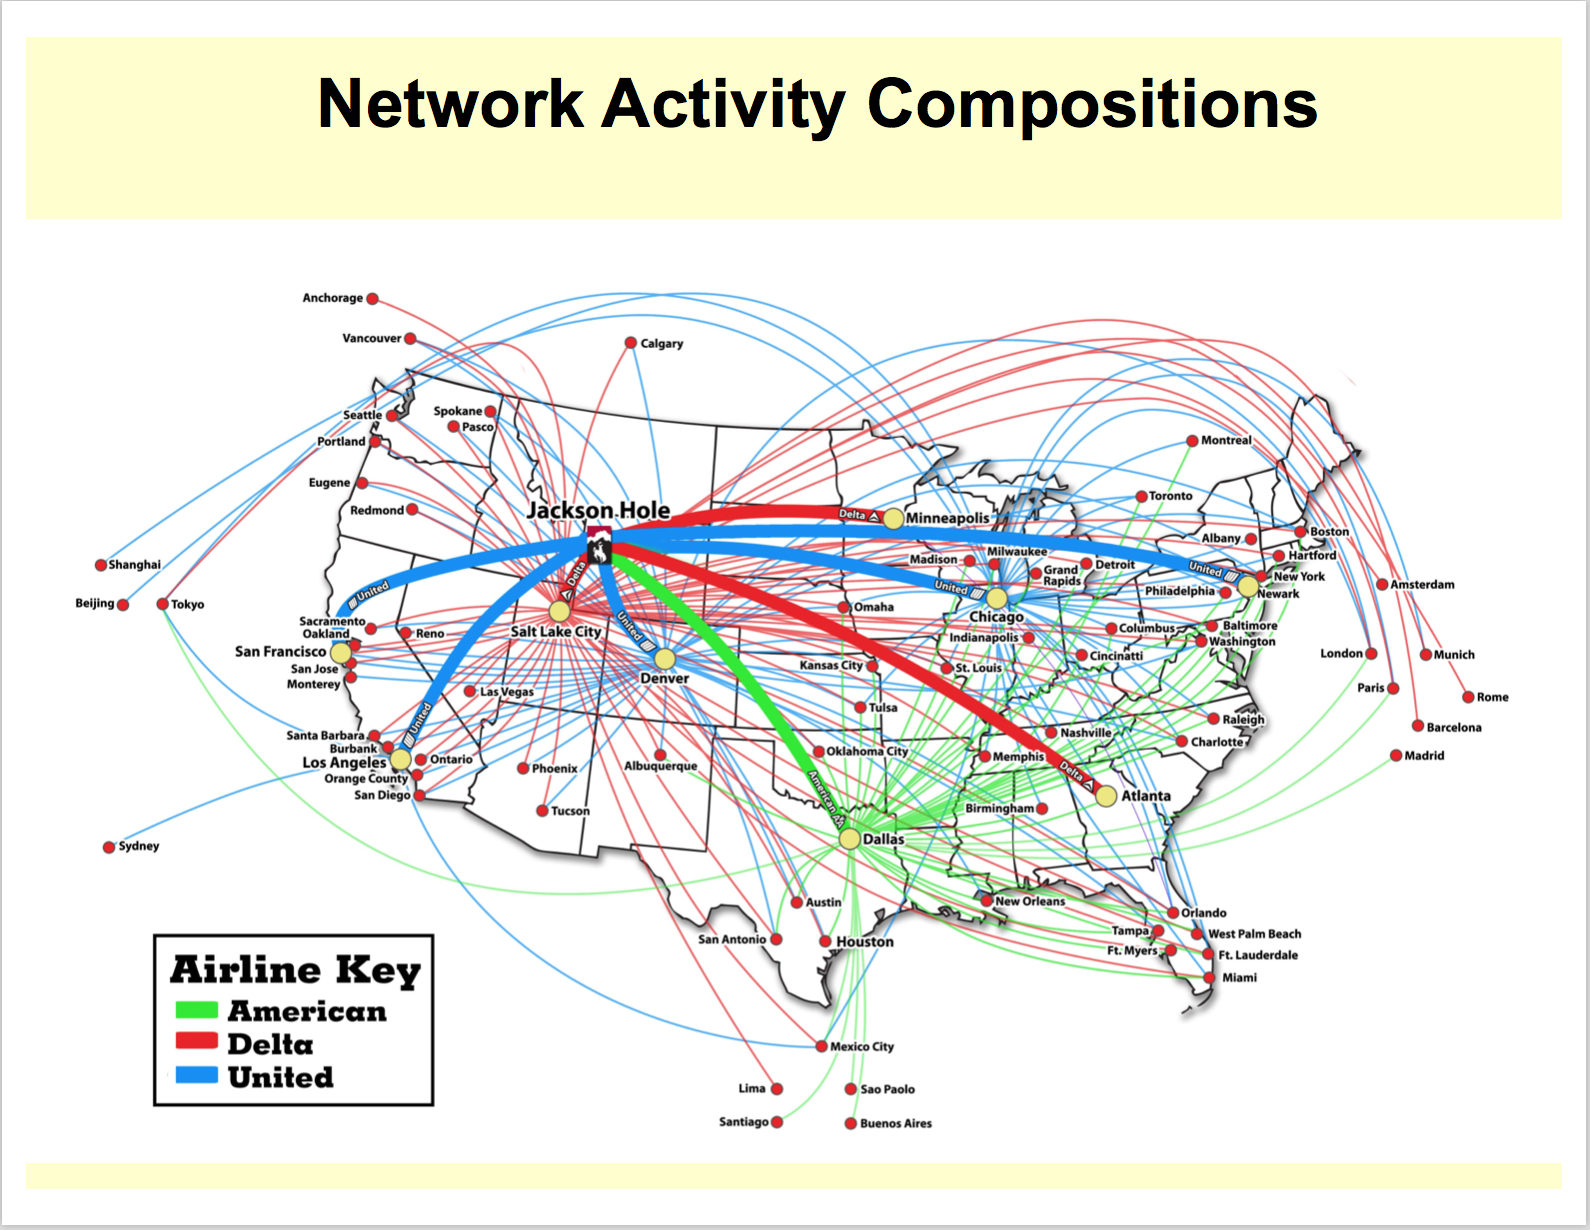 Network Activity Compositions
Anchorage
Vancouver
Calgary
Seattle
Spokane
Pasco
Portland
Montreal
Eugene
Toronto
Redmond
Jackson Hole
Delta
Minneapolis
Boston
Albany
Milwaukee
Hartford
Madison
Detroit
Shanghai
Grand
Rapids
United
New York
Delta
Amsterdam
United
United
Philadelphia
Newark
Beijing
Tokyo
Omaha
Chicago
Sacramento
Oakland
Reno
Salt Lake City
United
Columbus
Baltimore
Indianapolis
Washington
San Francisco
London
Munich
Cincinatti
San Jose
Kansas City
St. Louis
Monterey
Denver
Paris
Las Vegas
Rome
Tulsa
Raleigh
Barcelona
United
Santa Barbara
Nashville
Burbank
Charlotte
Oklahoma City
Los Angeles
Ontario
Memphis
Madrid
Albuquerque
Phoenix
Orange County
Delta
San Diego
American
Atlanta
Tucson
Birmingham
Dallas
Sydney
Austin
New Orleans
Orlando
Tampa
West Palm Beach
San Antonio
Houston
Ft. Myers
Ft. Lauderdale
Miami
Airline Key
American
Delta
United
Mexico City
Lima
Sao Paolo
Santiago
Buenos Aires